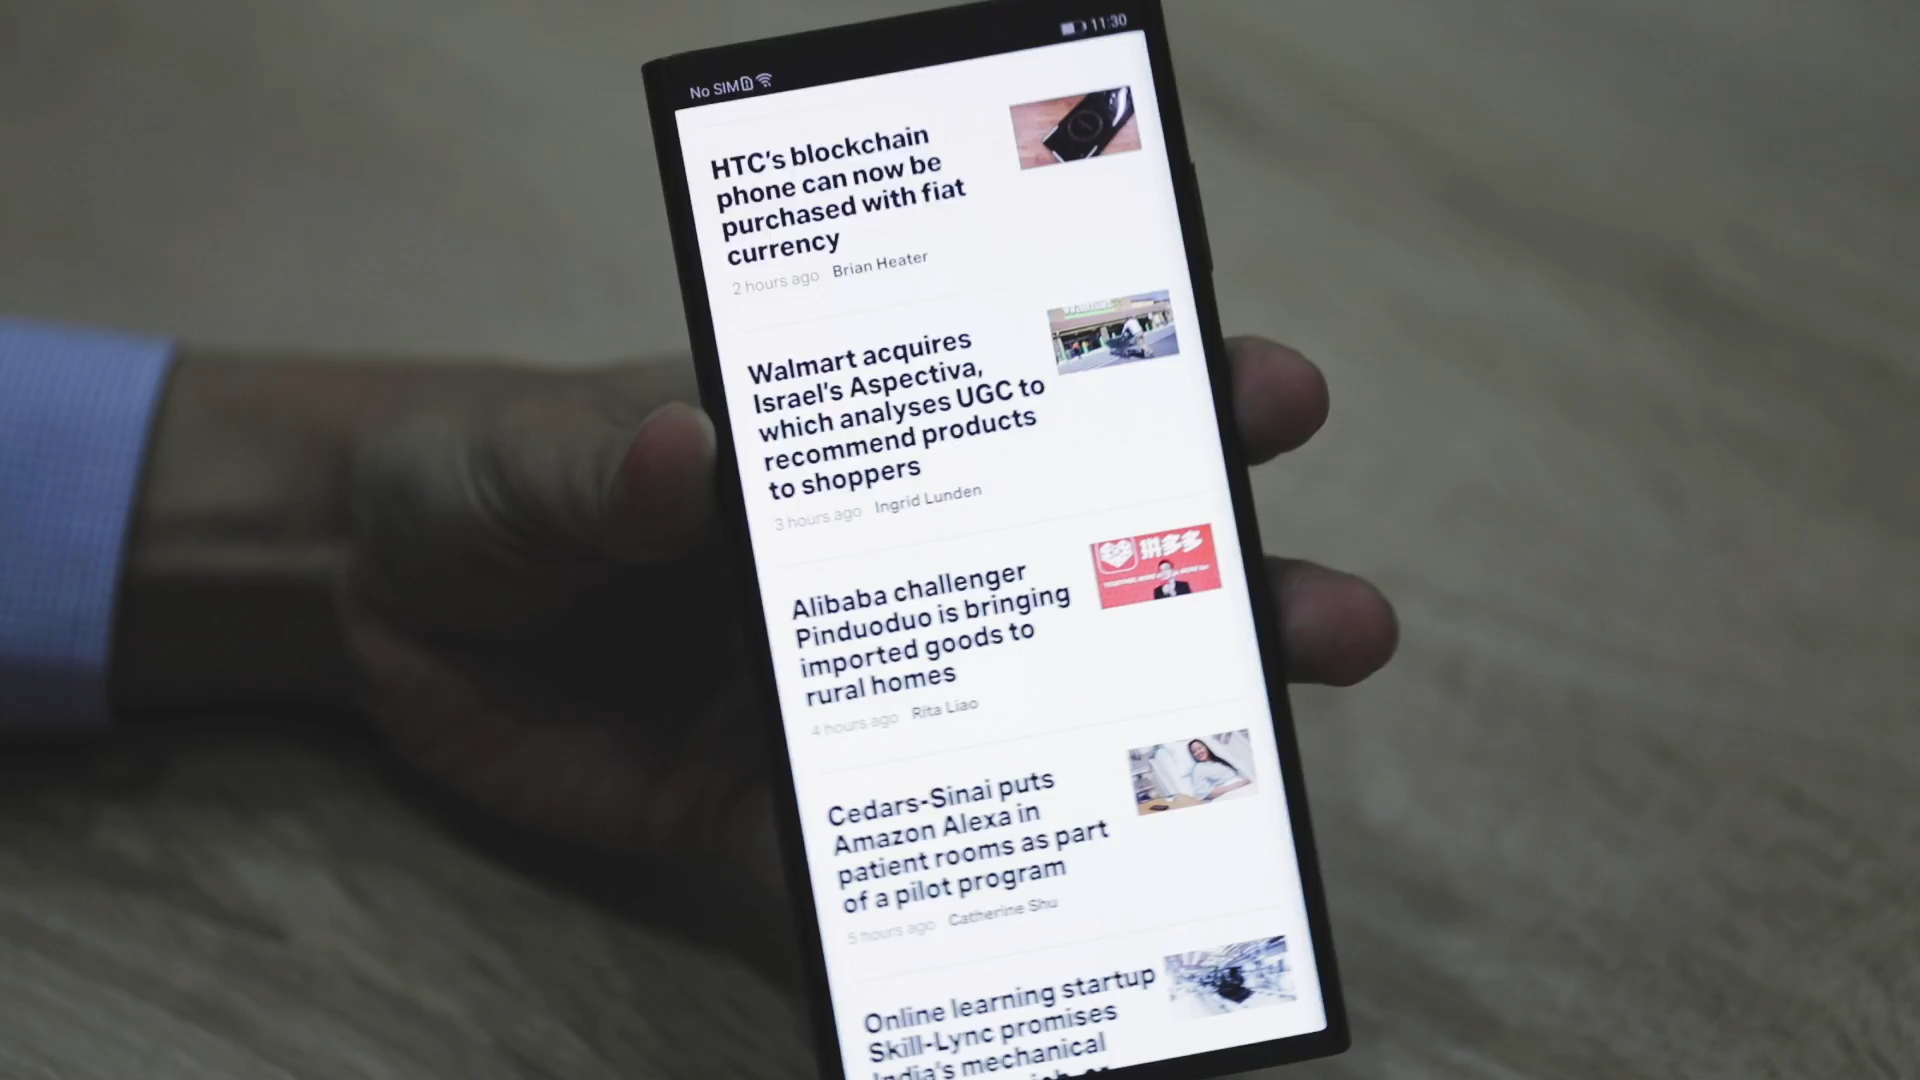 No SIM
11:30
HTC's blockchain
phone can now be
purchased with fiat
currency
2 hours ago Brian Heater
Walmart acquires
Israel's Aspectiva,
which analyses UGC to
recommend products
to shoppers
3 hours ago Ingrid Lunden
拼多多
Alibaba challenger
Pinduoduo is bringing
imported goods to
rural homes
4 hours ago Rita Liao
Cedars-Sinai puts
Amazon Alexa in
patient rooms as part
of a pilot program
5 hours ago Catherine Shu
Online learning startup
Skill-Lync promises
India's mechanical